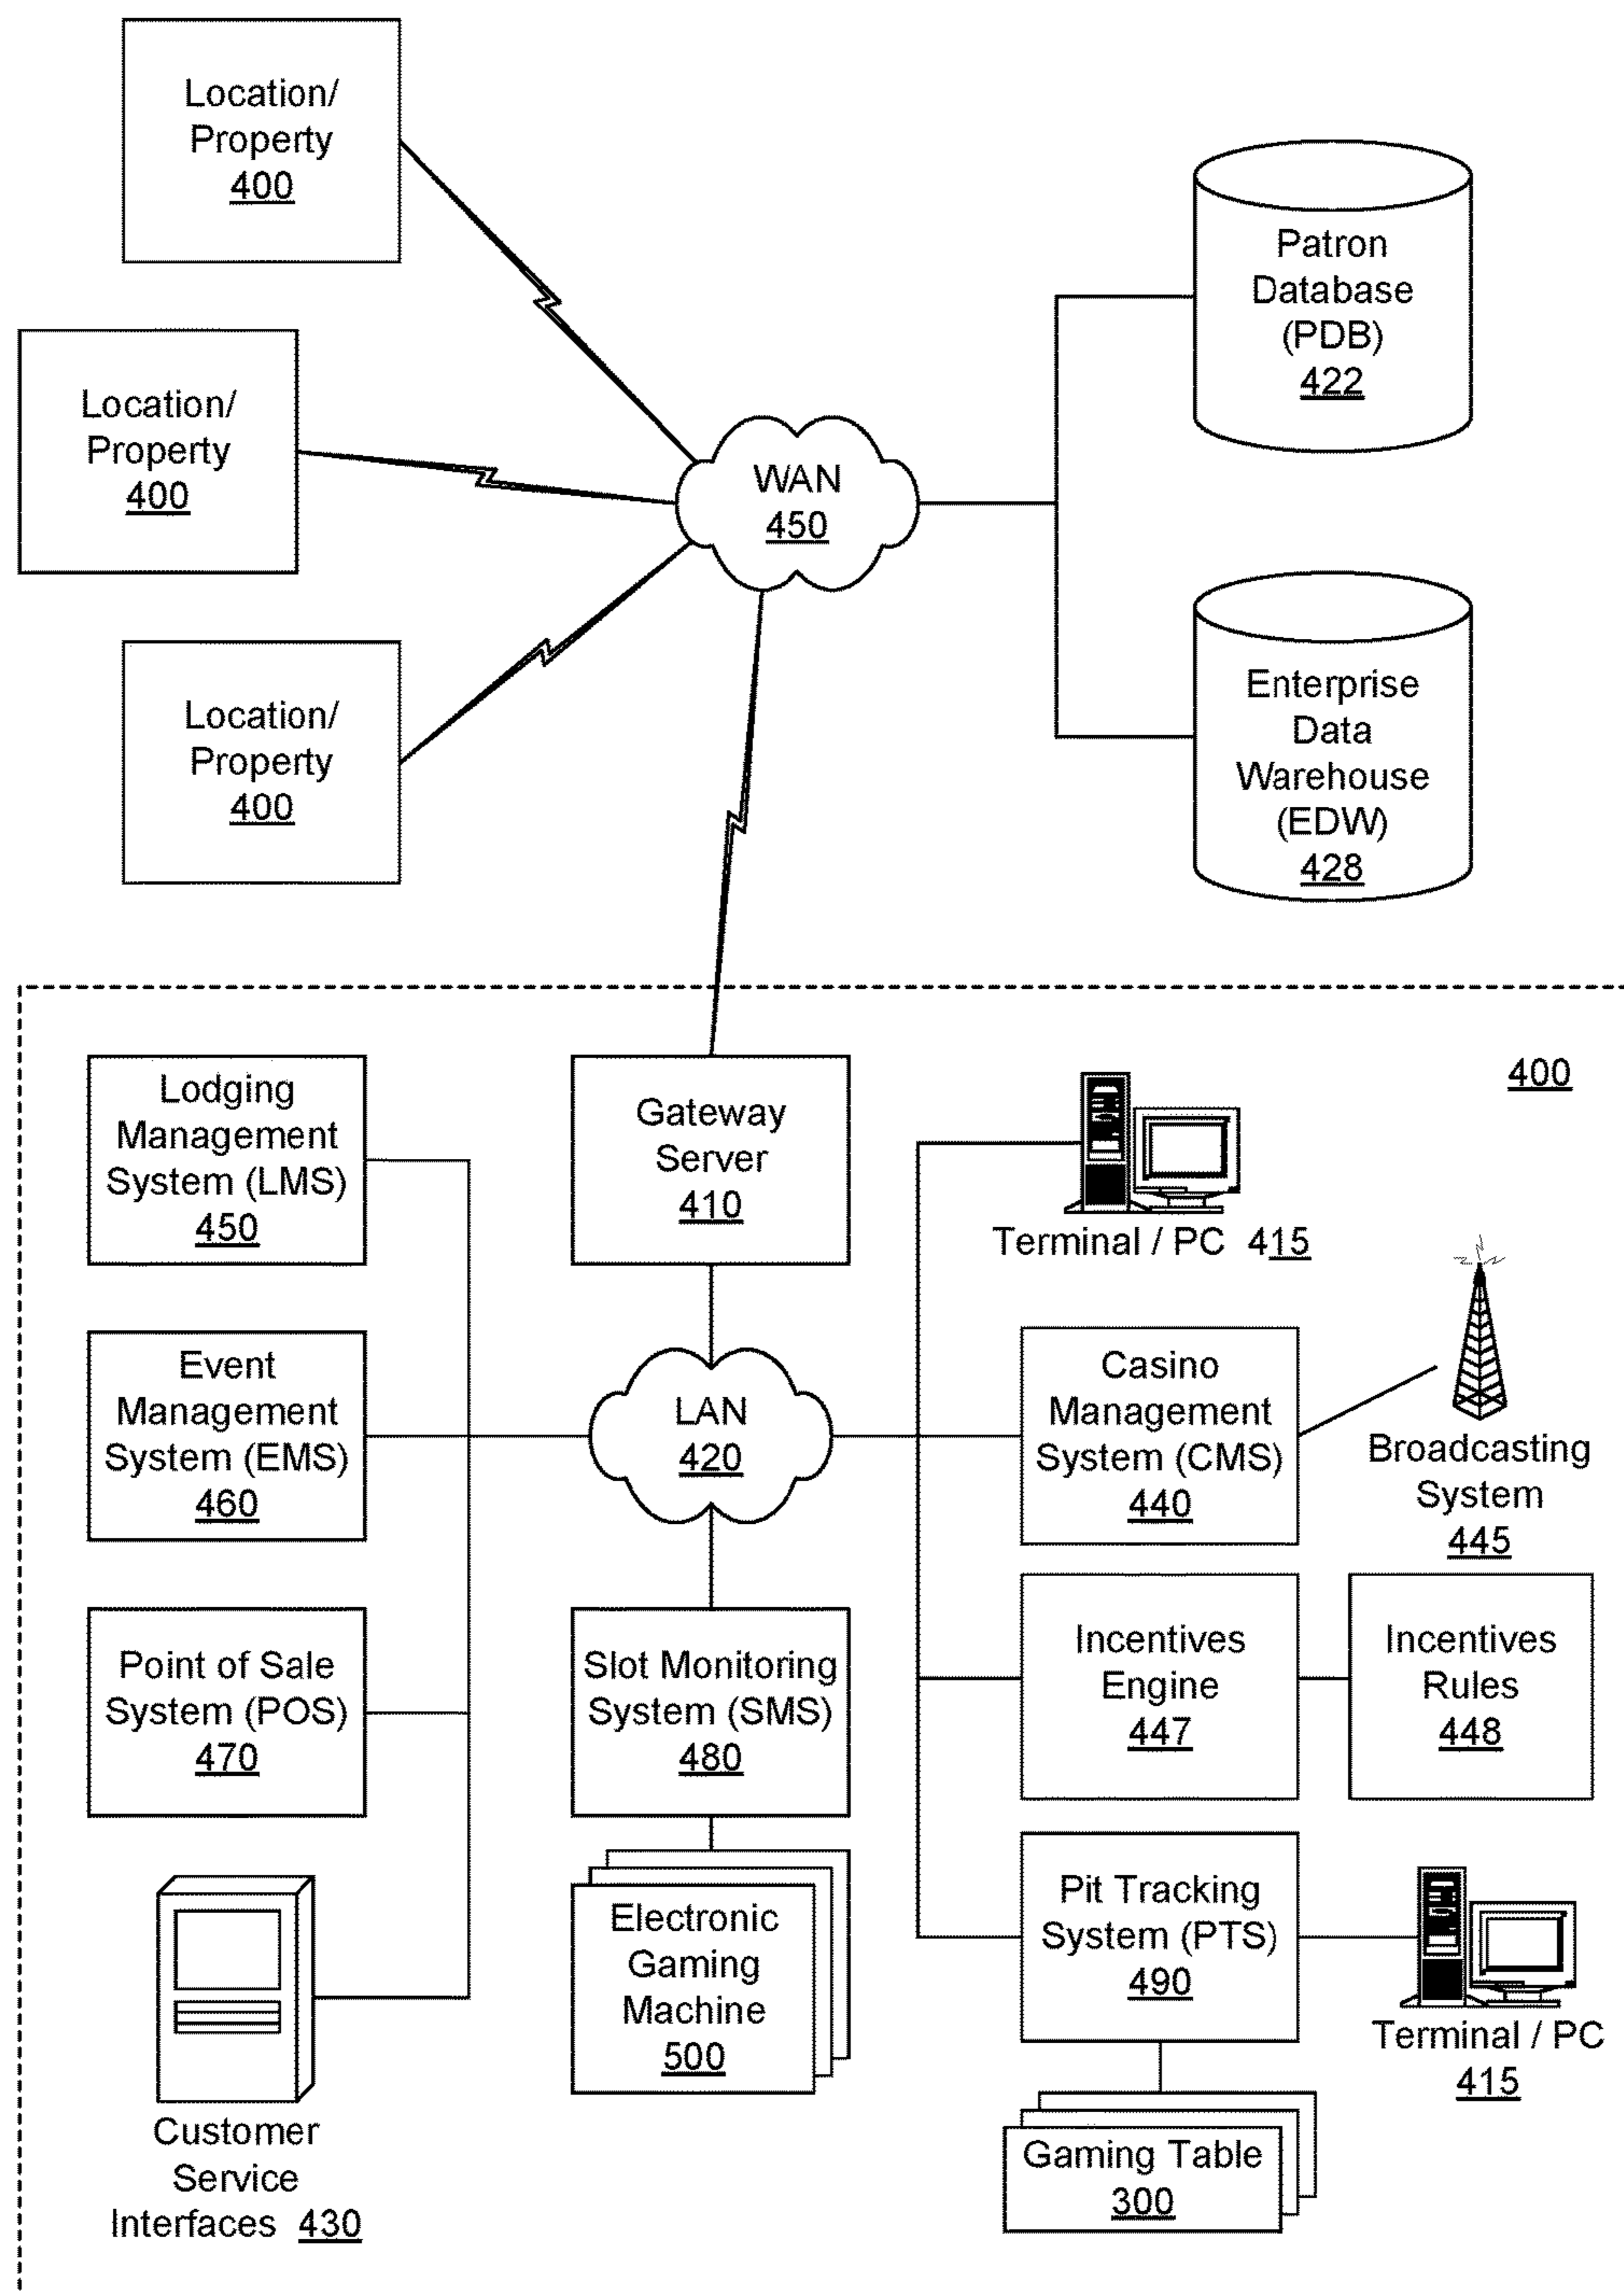 Location/
Property
400
Location/
Property
400
Location/
Property
400
WAN
450
Patron
Database
(PDB)
422
Enterprise
Data
Warehouse
(EDW)
428
400
Lodging
Management
System (LMS)
450
Gateway
Server
410
Terminal / PC 415
Event
Management
System (EMS)
460
LAN
420
Casino
Management
System (CMS)
440
Broadcasting
System
445
Point of Sale
System (POS)
470
Slot Monitoring
System (SMS)
480
Incentives
Engine
447
Incentives
Rules
448
Customer
Service
Interfaces 430
Electronic
Gaming
Machine
500
Pit Tracking
System (PTS)
490
Terminal / PC
415
Gaming Table
300